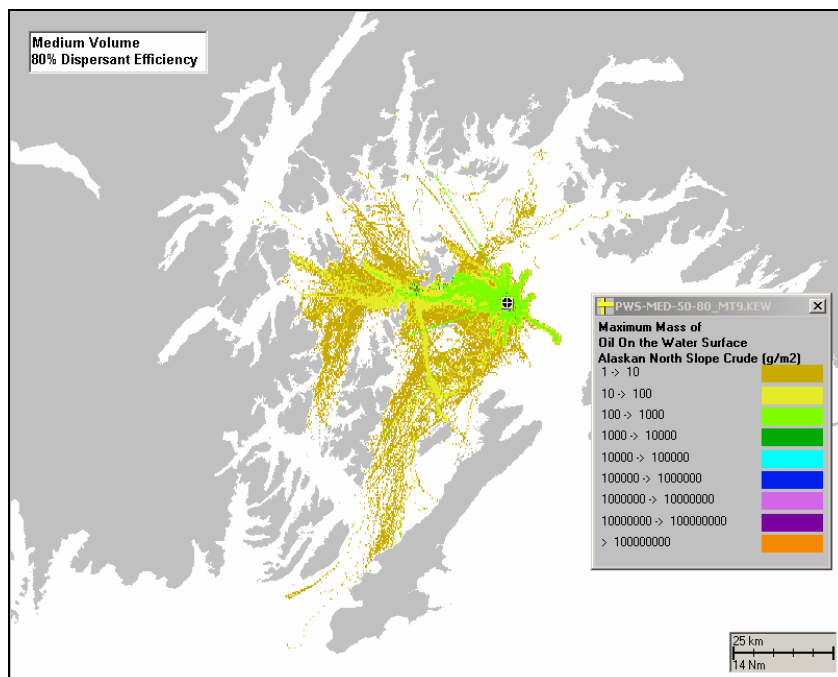 Medium Volume
80% Dispersant Efficiency
PWS-MED-50-80_MT9.KEW
Maximum Mass of
Oil On the Water Surface
Alaskan North Slope Crude (g/m2)
1 -> 10
10 -> 100
100 -> 1000
1000 -> 10000
10000 -> 100000
100000 -> 1000000
1000000 -> 10000000
10000000 -> 100000000
> 100000000
25 km
14 Nm